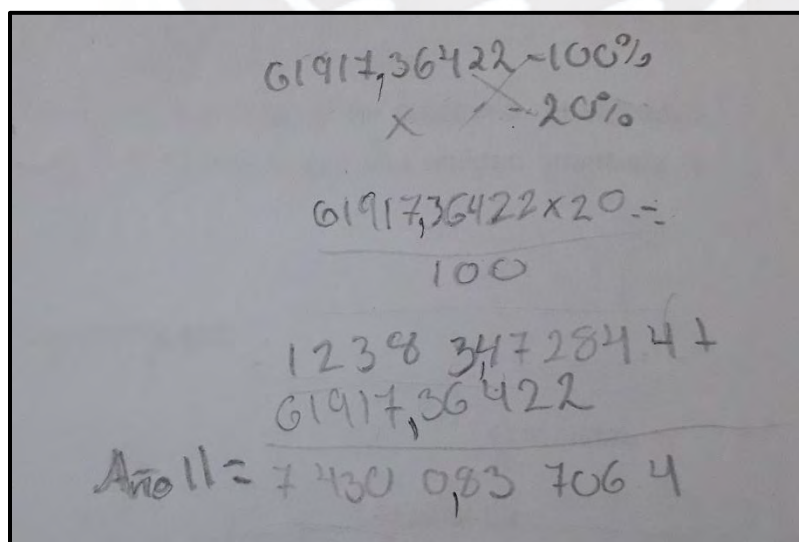 61917,36422 - 100%
x - 20%
61917,36422 x 20 =
100
12383,472844 +
61917,36422
Año 11 = 74300,837064